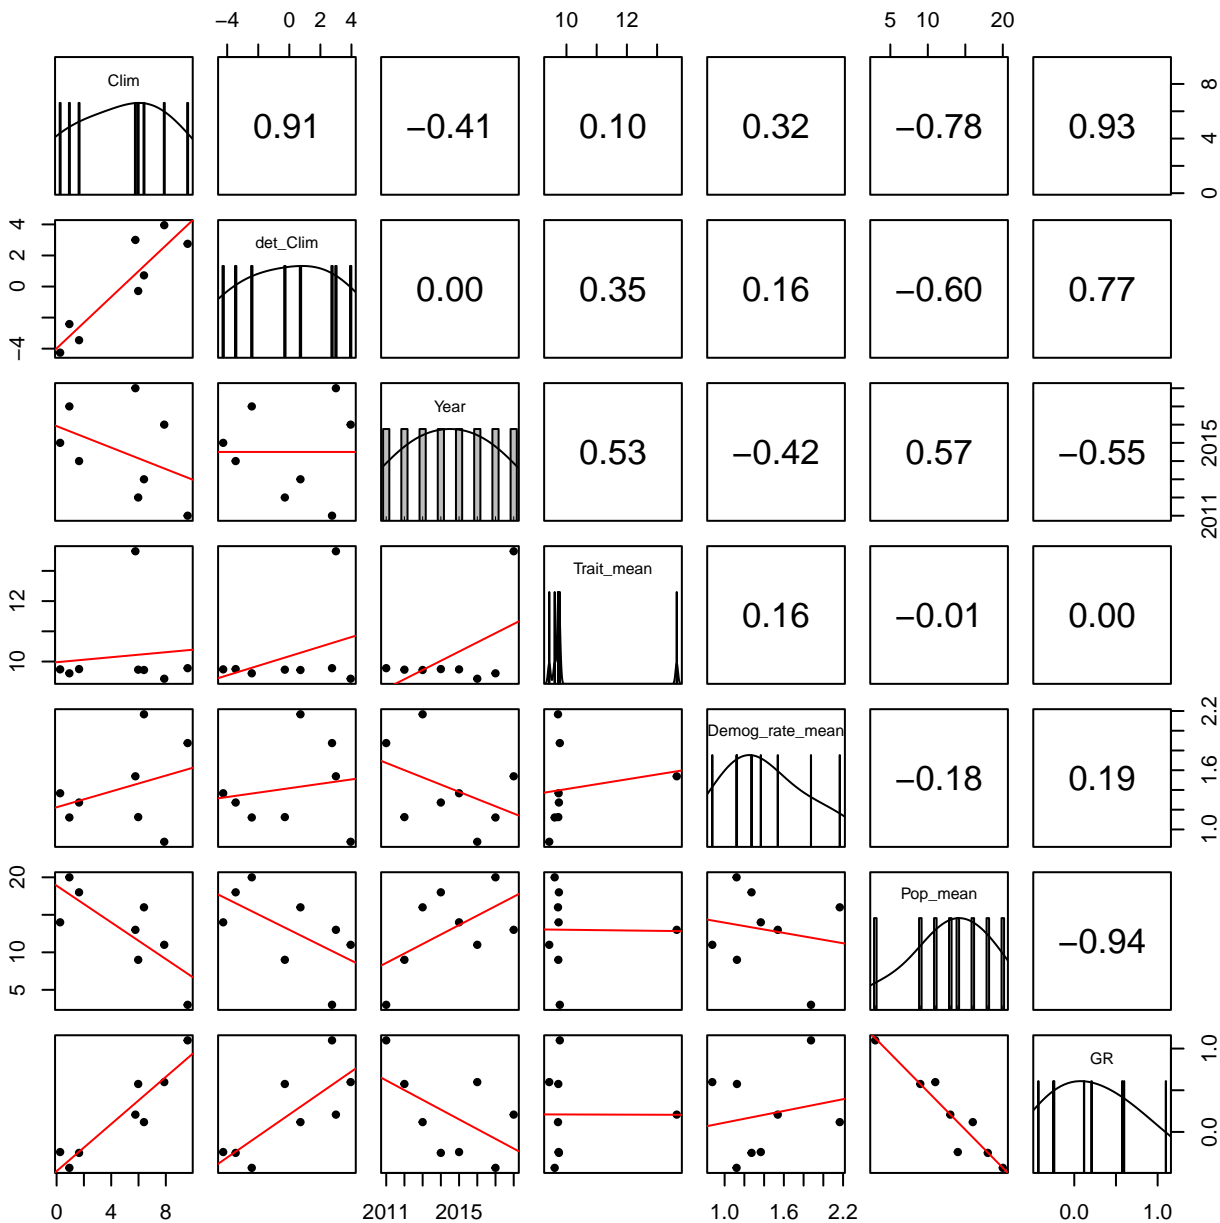 −4 0 2 4 10 12 5 10 20
Clim 0.91 −0.41 0.10 0.32 −0.78 0.93 0 4 8
−4 0 2 4 det_Clim 0.00 0.35 0.16 −0.60 0.77
Year 0.53 −0.42 0.57 −0.55 2011 2015
10 12 Trait_mean 0.16 −0.01 0.00
Demog_rate_mean −0.18 0.19 1.0 1.6 2.2
5 10 20 Pop_mean −0.94
GR 0.0 1.0
0 4 8 2011 2015 1.0 1.6 2.2 0.0 1.0